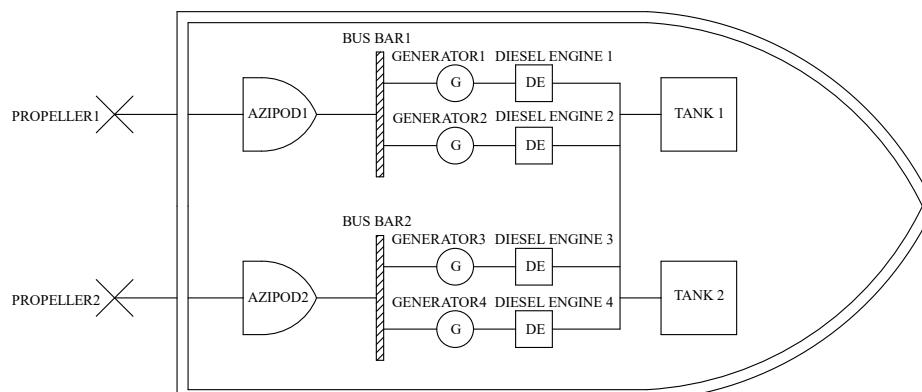 BUS BAR1
GENERATOR1 DIESEL ENGINE 1
G DE
PROPELLER1 AZIPOD1 TANK 1
GENERATOR2 DIESEL ENGINE 2
G DE
BUS BAR2
GENERATOR3 DIESEL ENGINE 3
G DE
PROPELLER2 AZIPOD2 TANK 2
GENERATOR4 DIESEL ENGINE 4
G DE